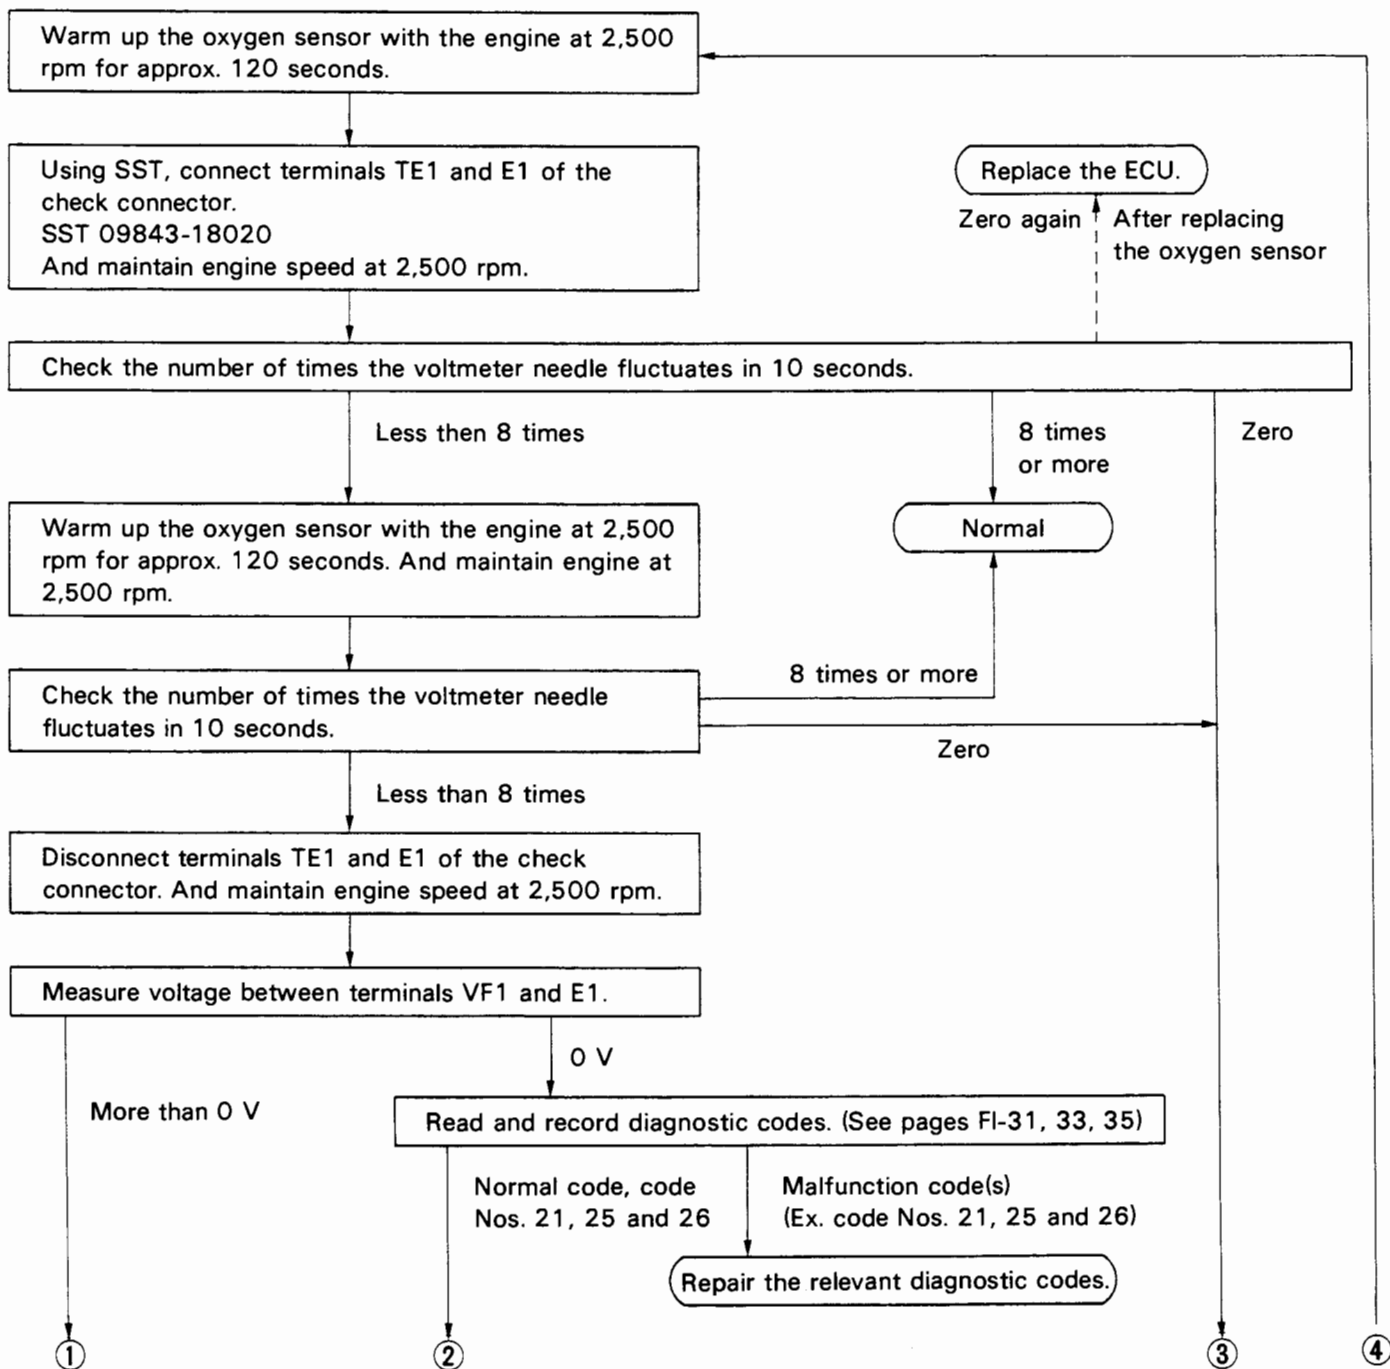 Warm up the oxygen sensor with the engine at 2,500
rpm for approx. 120 seconds.
Using SST, connect terminals TE1 and E1 of the
check connector.
SST 09843-18020
And maintain engine speed at 2,500 rpm.
Replace the ECU.
Zero again
After replacing
the oxygen sensor
Check the number of times the voltmeter needle fluctuates in 10 seconds.
Less then 8 times
8 times
or more
Zero
Warm up the oxygen sensor with the engine at 2,500
rpm for approx. 120 seconds. And maintain engine at
2,500 rpm.
Normal
Check the number of times the voltmeter needle
fluctuates in 10 seconds.
8 times or more
Zero
Less than 8 times
Disconnect terminals TE1 and E1 of the check
connector. And maintain engine speed at 2,500 rpm.
Measure voltage between terminals VF1 and E1.
0 V
More than 0 V
Read and record diagnostic codes. (See pages FI-31, 33, 35)
Normal code, code
Nos. 21, 25 and 26
Malfunction code(s)
(Ex. code Nos. 21, 25 and 26)
Repair the relevant diagnostic codes.
① ② ③ ④